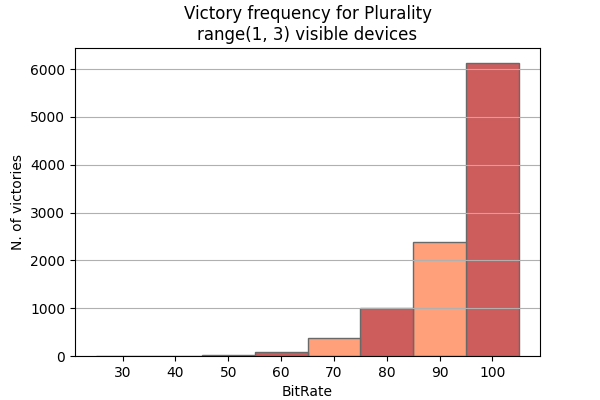 Victory frequency for Plurality
range(1, 3) visible devices
N. of victories
6000
5000
4000
3000
2000
1000
0
30 40 50 60 70 80 90 100
BitRate